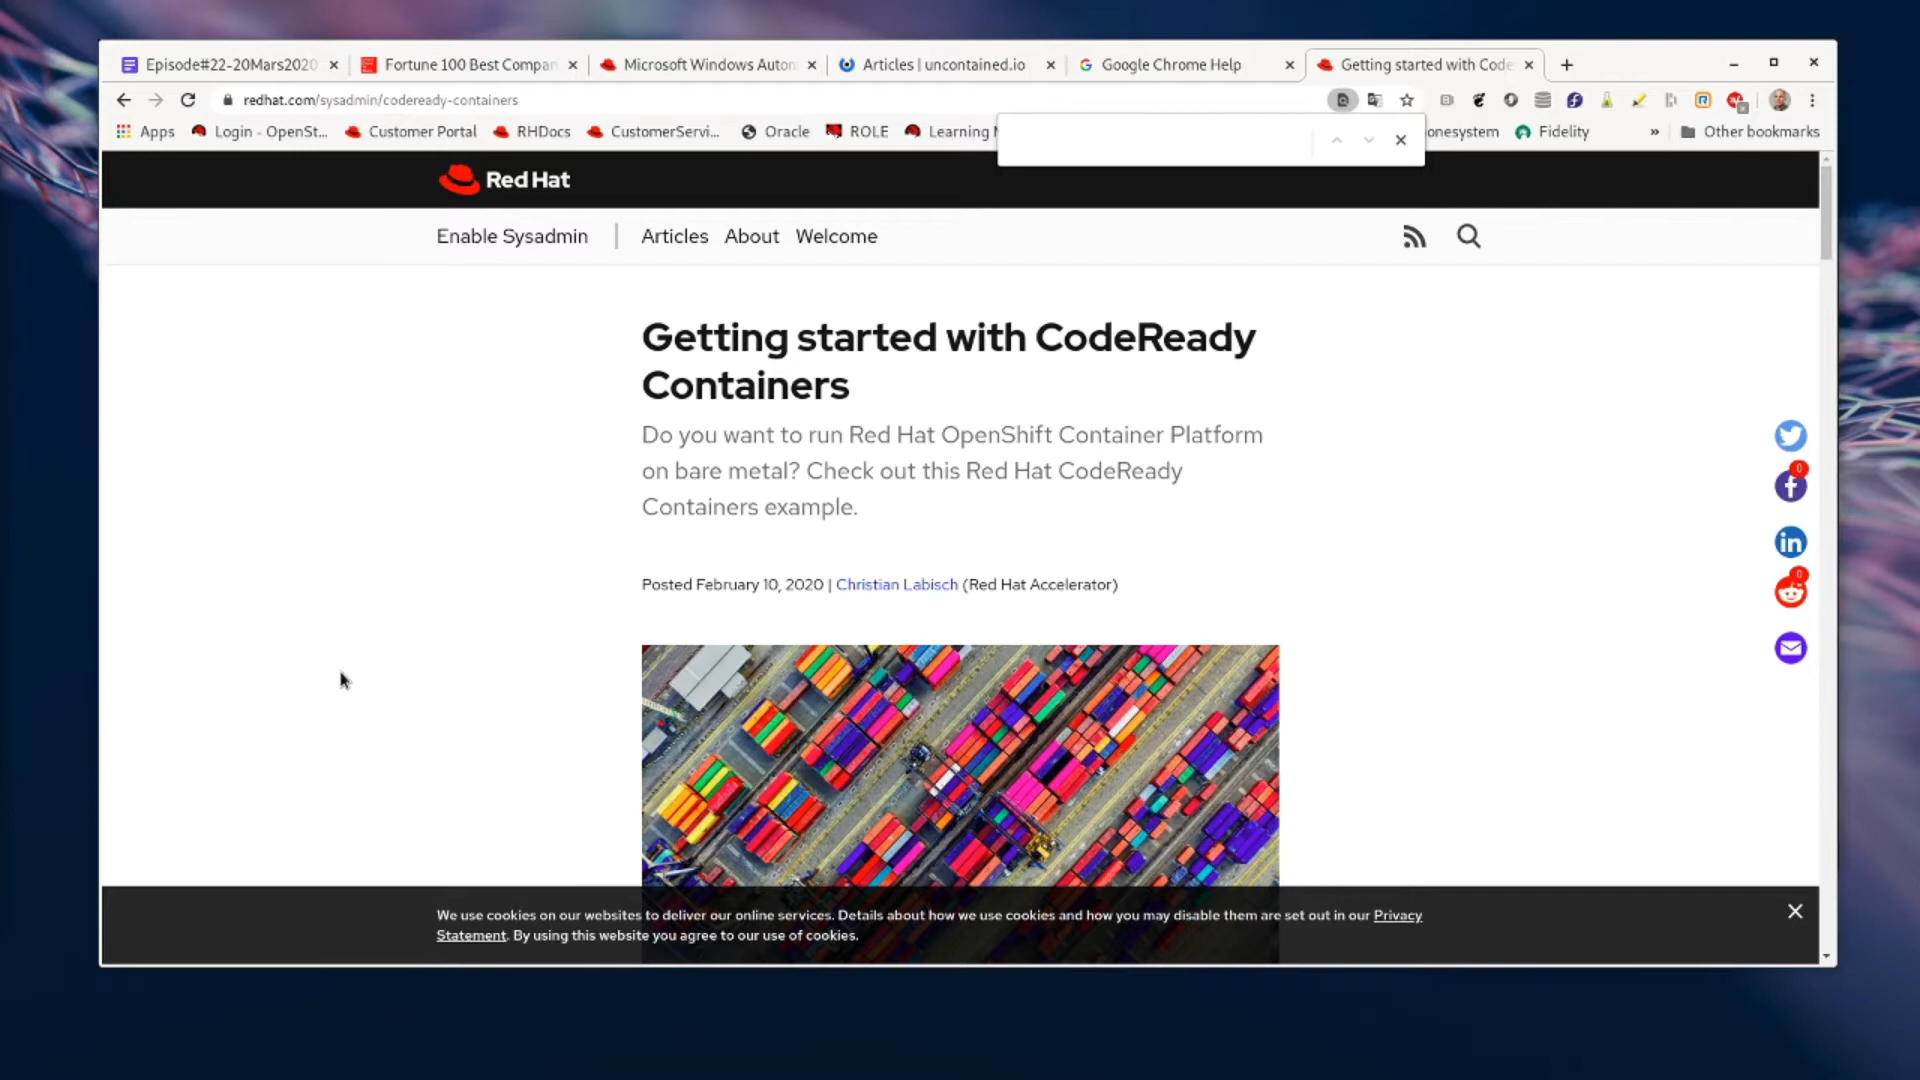 Episode#22-20Mars2020
Fortune 100 Best Compan
Microsoft Windows Autom
Articles | uncontained.io
Google Chrome Help
Getting started with Code
redhat.com/sysadmin/codeready-containers
Apps
Login - OpenSt...
Customer Portal
RHDocs
CustomerServi...
Oracle
ROLE
Learning
onesystem
Fidelity
»
Other bookmarks
Red Hat
Enable Sysadmin | Articles About Welcome
Getting started with CodeReady
Containers
Do you want to run Red Hat OpenShift Container Platform
on bare metal? Check out this Red Hat CodeReady
Containers example.
Posted February 10, 2020 | Christian Labisch (Red Hat Accelerator)
0
0
We use cookies on our websites to deliver our online services. Details about how we use cookies and how you may disable them are set out in our Privacy
Statement. By using this website you agree to our use of cookies.